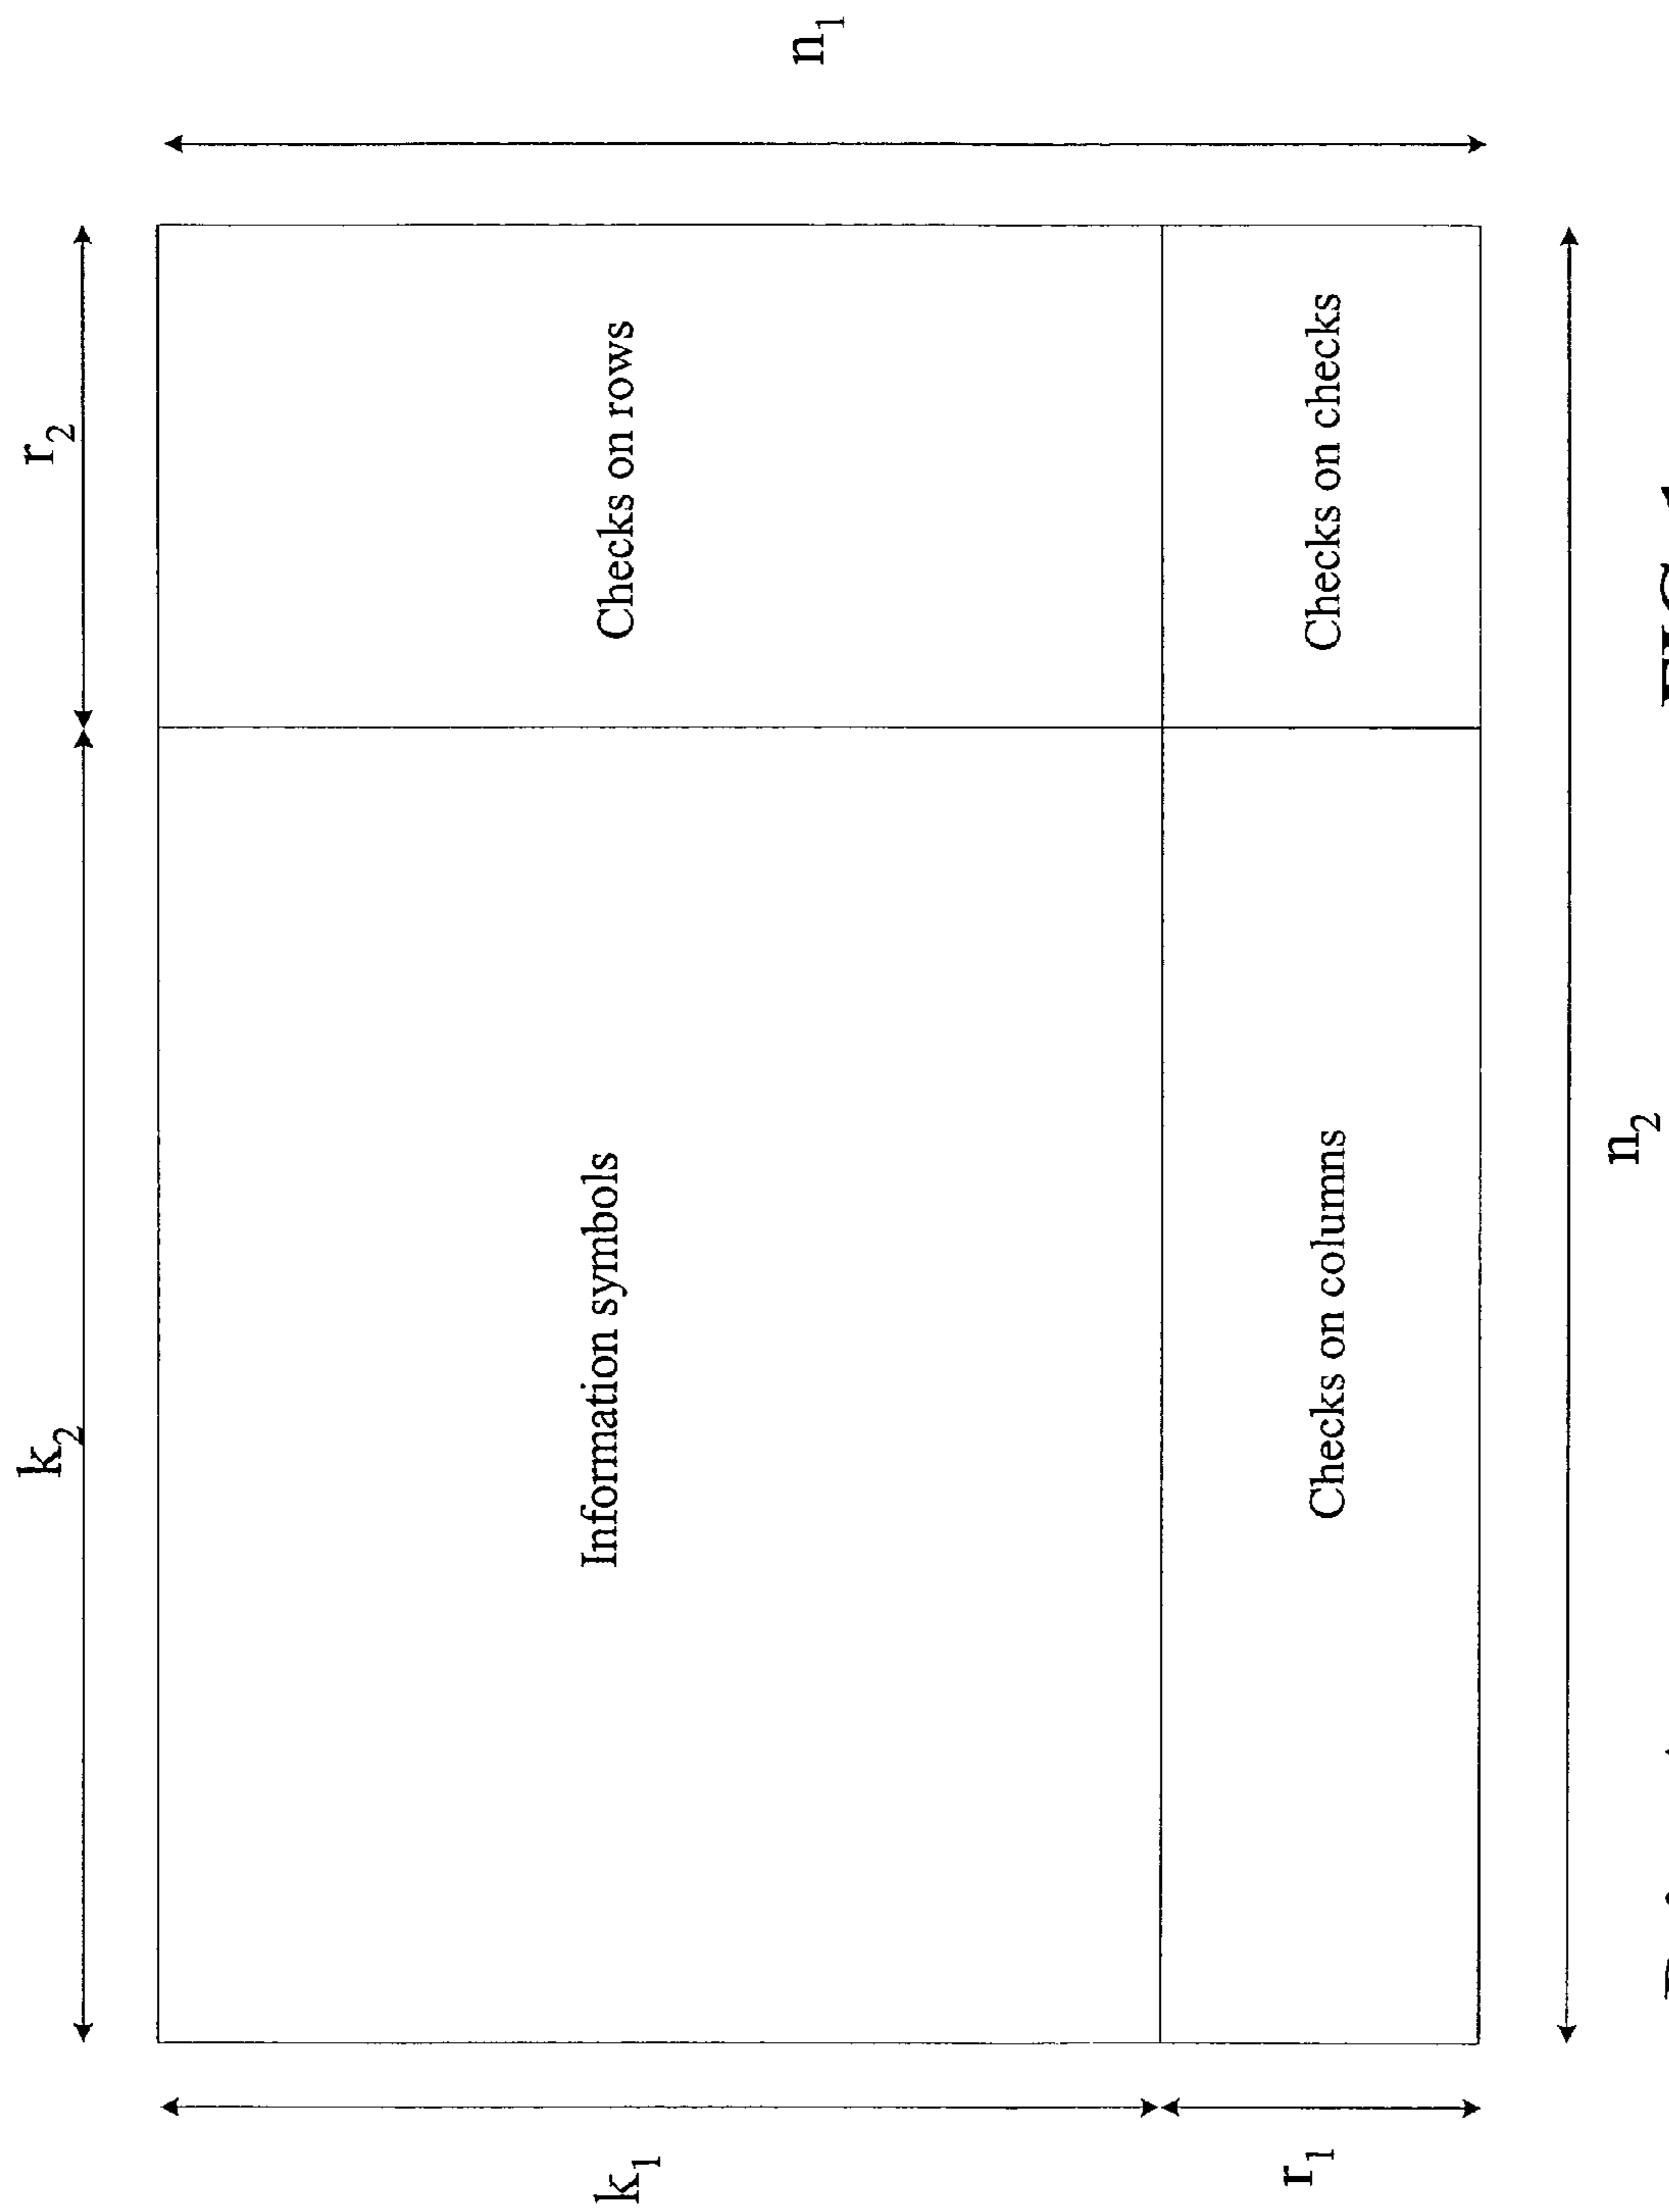 k₂
r₂
Information symbols
Checks on rows
k₁
n₁
Checks on columns
Checks on checks
r₁
n₂